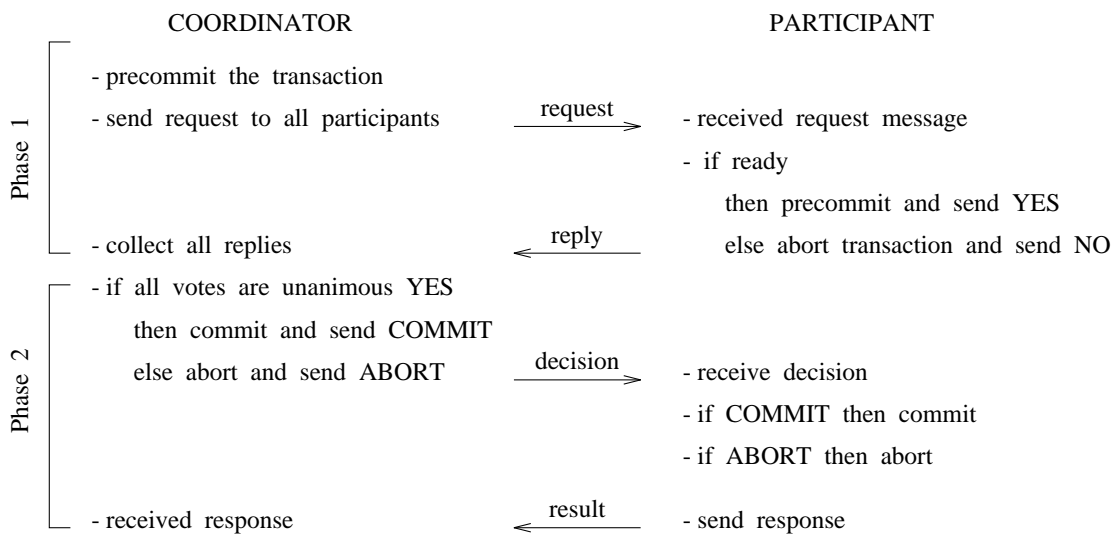 COORDINATOR PARTICIPANT
Phase 1
- precommit the transaction
- send request to all participants request - received request message
- if ready
then precommit and send YES
- collect all replies reply else abort transaction and send NO
Phase 2
- if all votes are unanimous YES
then commit and send COMMIT
else abort and send ABORT decision - receive decision
- if COMMIT then commit
- if ABORT then abort
- received response result - send response